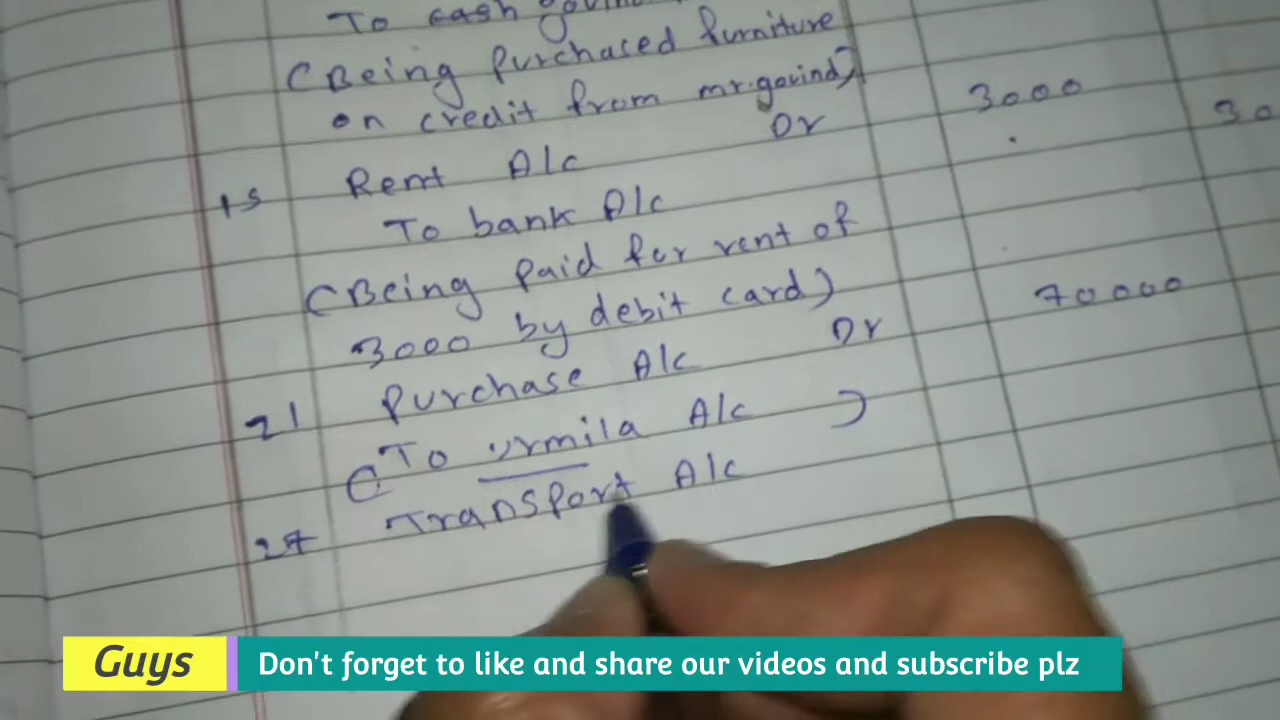 To cash
(Being purchased furniture
on credit from mr.govind)
Dr 3000
15 Rent A/c
To bank A/c
(Being paid for rent of
3000 by debit card)
Dr 70000
21 purchase A/c
(To urmila A/c )
27 Transport A/c
Guys Don't forget to like and share our videos and subscribe plz